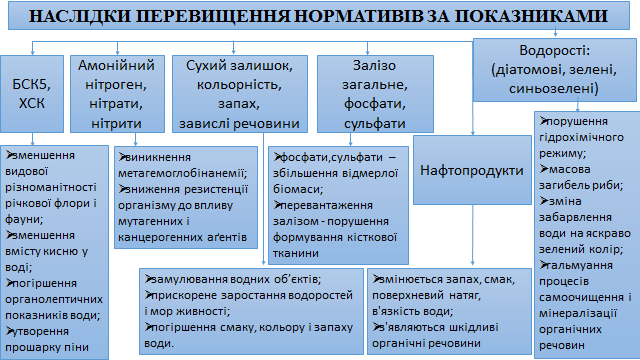 НАСЛІДКИ ПЕРЕВИЩЕННЯ НОРМАТИВІВ ЗА ПОКАЗНИКАМИ
БСК5,
ХСК
Амонійний
нітроген,
нітрати,
нітрити
Сухий залишок,
кольорність,
запах,
зависlі речовини
Залізо
загальне,
фосфати,
сульфати
Водорості:
(діатомові, зелені,
синьозелені)
Нафтопродукти
➢зменшення
видової
різноманітності
річкової флори і
фауни;
➢зменшення
вмісту кисню у
воді;
➢погіршення
органолептичних
показників води;
➢утворення
прошарку піни
➢виникнення
метагемоглобінанемії;
➢зниження резистенції
організму до впливу
мутагенних і
канцерогенних аґентів
➢фосфати,сульфати –
збільшення відмерлої
біомаси;
➢перевантаження
залізом - порушення
формування кісткової
тканини
➢порушення
гідрохімічного
режиму;
➢масова
загибель риби;
➢зміна
забарвлення
води на яскраво
зелений колір;
➢гальмуання
процесів
самоочищення і
мінералізації
органічних
речовин
➢замулювання водних об’єктів;
➢прискорене заростання водоростей
і мор живності;
➢погіршення смаку, кольору і запаху
води.
➢змінюється запах, смак,
поверхневий натяг,
в'язкість води;
➢з'являються шкідливі
органічні речовини